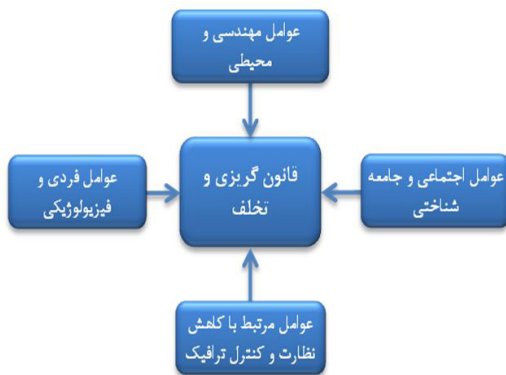 عوامل مهندسی و
محیطی
عوامل اجتماعی و جامعه
شناختی
قانون گریزی و
تخلف
عوامل فردی و
فیزیولوژیکی
عوامل مرتبط با کاهش
نظارت و کنترل ترافیک